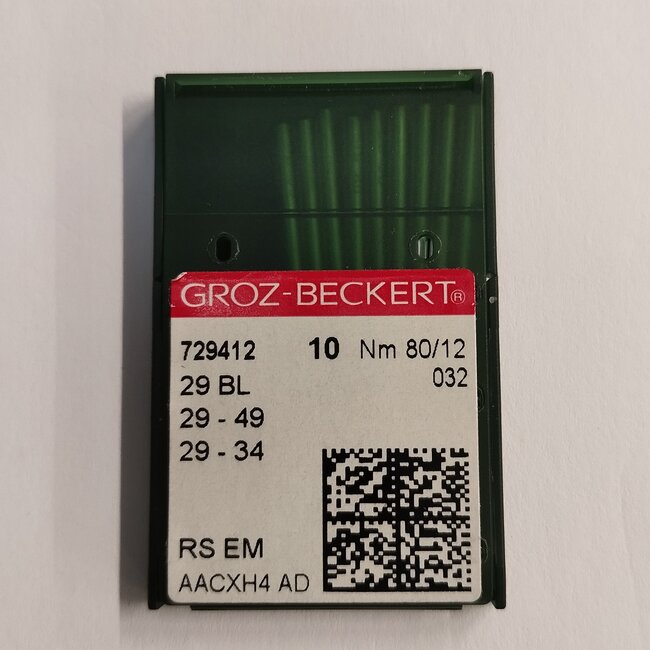 GROZ-BECKERT®
729412 10 Nm 80/12
032
29 BL
29 - 49
29 - 34
RS EM
AACXH4 AD